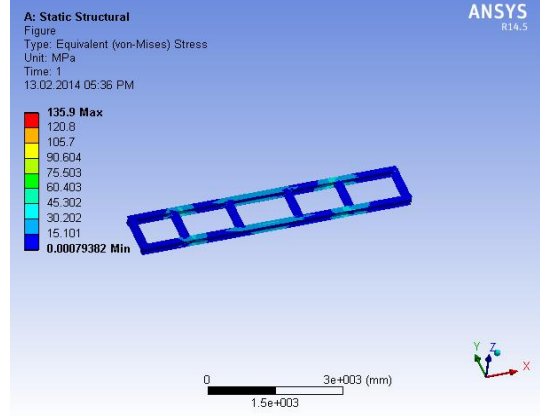 A: Static Structural
Figure
Type: Equivalent (von-Mises) Stress
Unit: MPa
Time: 1
13.02.2014 05:36 PM
ANSYS
R14.5
135.9 Max
120.8
105.7
90.604
75.503
60.403
45.302
30.202
15.101
0.00079382 Min
0
3e+003 (mm)
1.5e+003
Y
Z
X